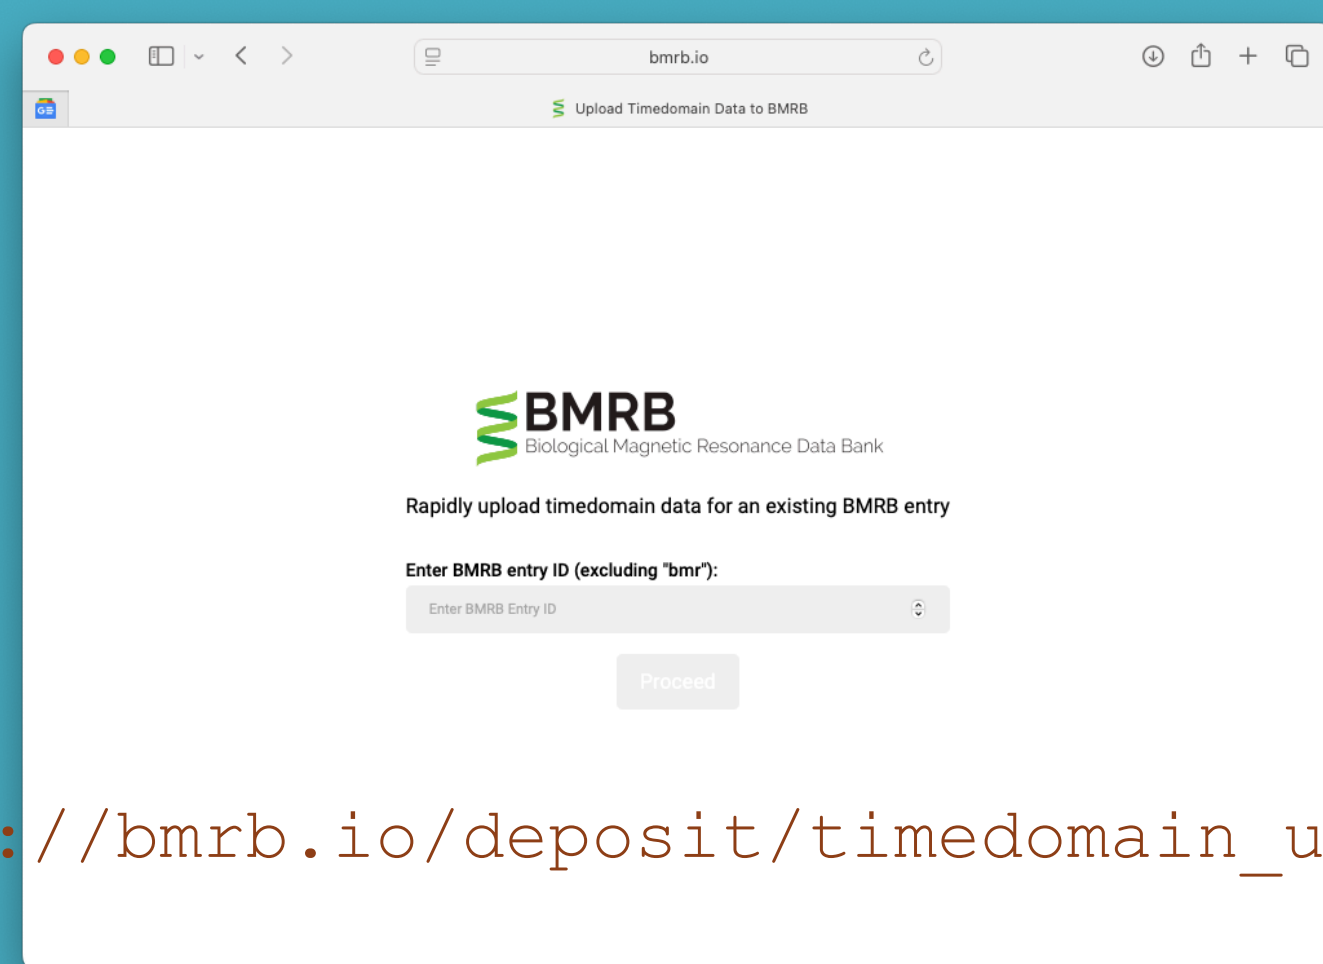 bmrb.io
Upload Timedomain Data to BMRB
BMRB
Biological Magnetic Resonance Data Bank
Rapidly upload timedomain data for an existing BMRB entry
Enter BMRB entry ID (excluding "bmr"):
Enter BMRB Entry ID
Proceed
://bmrb.io/deposit/timedomain_u